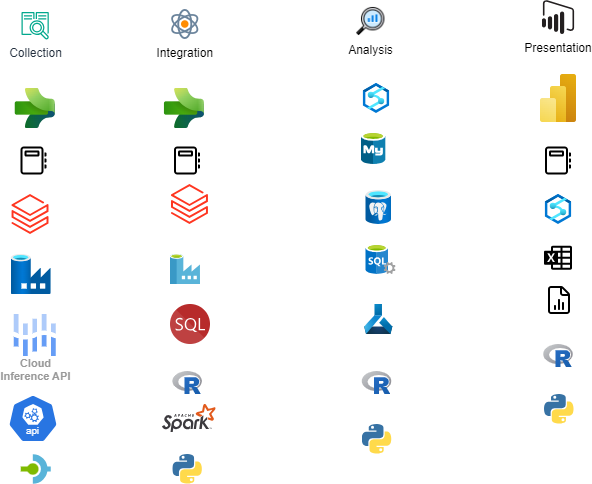 Collection
Integration
Analysis
Presentation
My
SQL
SQL
X
Cloud
Inference API
R
R
R
APACHE
Spark
api